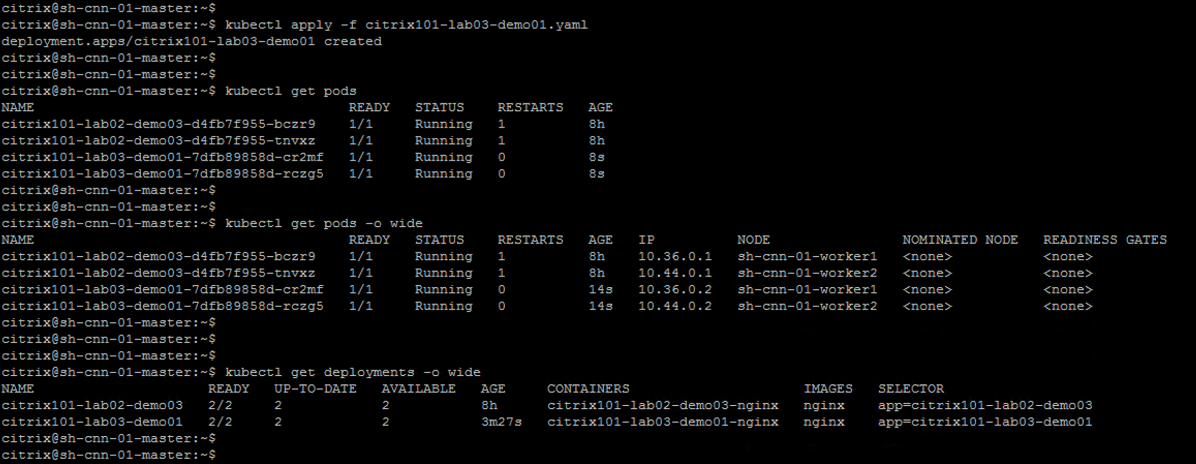 citrix@sh-cnn-01-master:~$
citrix@sh-cnn-01-master:~$ kubectl apply -f citrix101-lab03-demo01.yaml
deployment.apps/citrix101-lab03-demo01 created
citrix@sh-cnn-01-master:~$
citrix@sh-cnn-01-master:~$
citrix@sh-cnn-01-master:~$ kubectl get pods
NAME                                      READY   STATUS    RESTARTS   AGE
citrix101-lab02-demo03-d4fb7f955-bczr9    1/1     Running   1          8h
citrix101-lab02-demo03-d4fb7f955-tnvxz    1/1     Running   1          8h
citrix101-lab03-demo01-7dfb89858d-cr2mf   1/1     Running   0          8s
citrix101-lab03-demo01-7dfb89858d-rczg5   1/1     Running   0          8s
citrix@sh-cnn-01-master:~$
citrix@sh-cnn-01-master:~$
citrix@sh-cnn-01-master:~$ kubectl get pods -o wide
NAME                                      READY   STATUS    RESTARTS   AGE   IP          NODE                NOMINATED NODE   READINESS GATES
citrix101-lab02-demo03-d4fb7f955-bczr9    1/1     Running   1          8h    10.36.0.1   sh-cnn-01-worker1   <none>           <none>
citrix101-lab02-demo03-d4fb7f955-tnvxz    1/1     Running   1          8h    10.44.0.1   sh-cnn-01-worker2   <none>           <none>
citrix101-lab03-demo01-7dfb89858d-cr2mf   1/1     Running   0          14s   10.36.0.2   sh-cnn-01-worker1   <none>           <none>
citrix101-lab03-demo01-7dfb89858d-rczg5   1/1     Running   0          14s   10.44.0.2   sh-cnn-01-worker2   <none>           <none>
citrix@sh-cnn-01-master:~$
citrix@sh-cnn-01-master:~$
citrix@sh-cnn-01-master:~$
citrix@sh-cnn-01-master:~$ kubectl get deployments -o wide
NAME                     READY   UP-TO-DATE   AVAILABLE   AGE     CONTAINERS                     IMAGES   SELECTOR
citrix101-lab02-demo03   2/2     2            2           8h      citrix101-lab02-demo03-nginx   nginx    app=citrix101-lab02-demo03
citrix101-lab03-demo01   2/2     2            2           3m27s   citrix101-lab03-demo01-nginx   nginx    app=citrix101-lab03-demo01
citrix@sh-cnn-01-master:~$
citrix@sh-cnn-01-master:~$